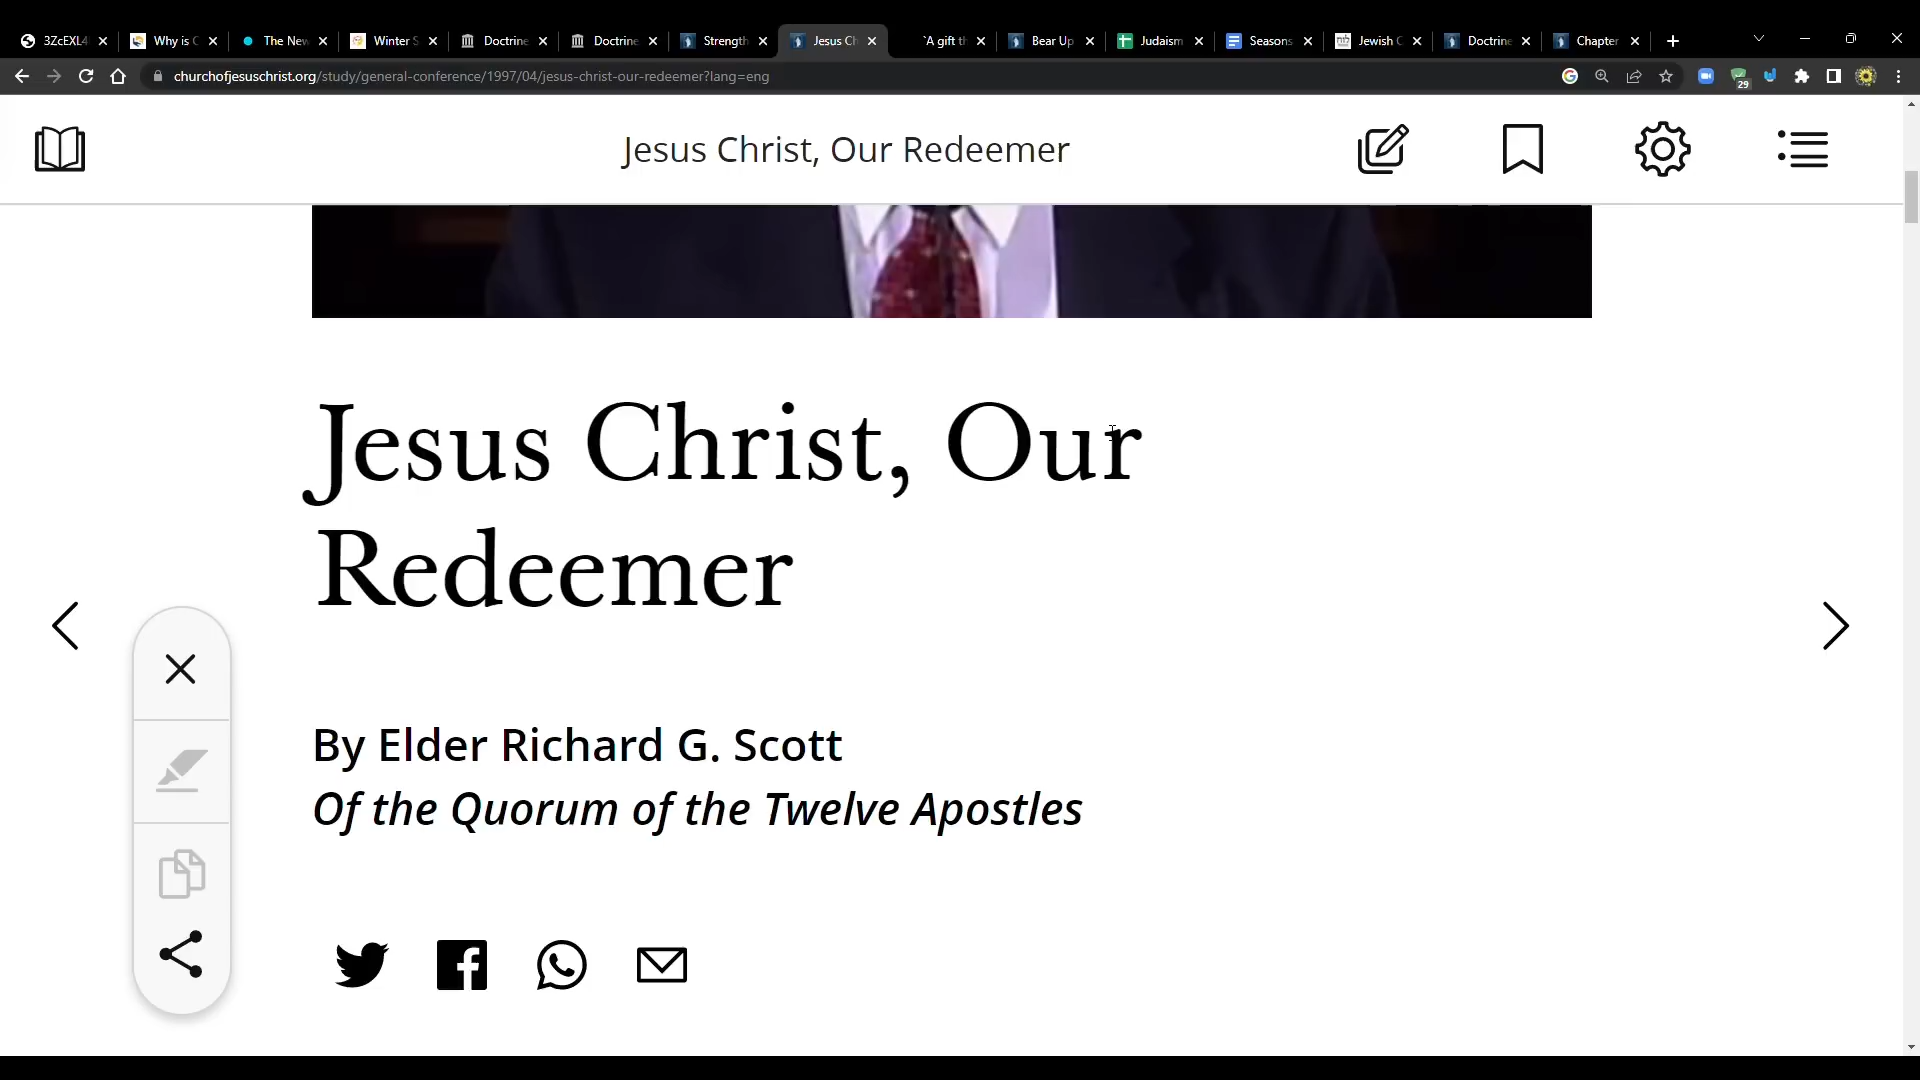 3ZcEXL4
Why is
The New
Winter S
Doctrine
Doctrine
Strength
Jesus Ch
`A gift th
Bear Up
Judaism
Seasons
Jewish C
Doctrine
Chapter
churchofjesuschrist.org/study/general-conference/1997/04/jesus-christ-our-redeemer?lang=eng
29
Jesus Christ, Our Redeemer
Jesus Christ, Our
Redeemer
By Elder Richard G. Scott
Of the Quorum of the Twelve Apostles